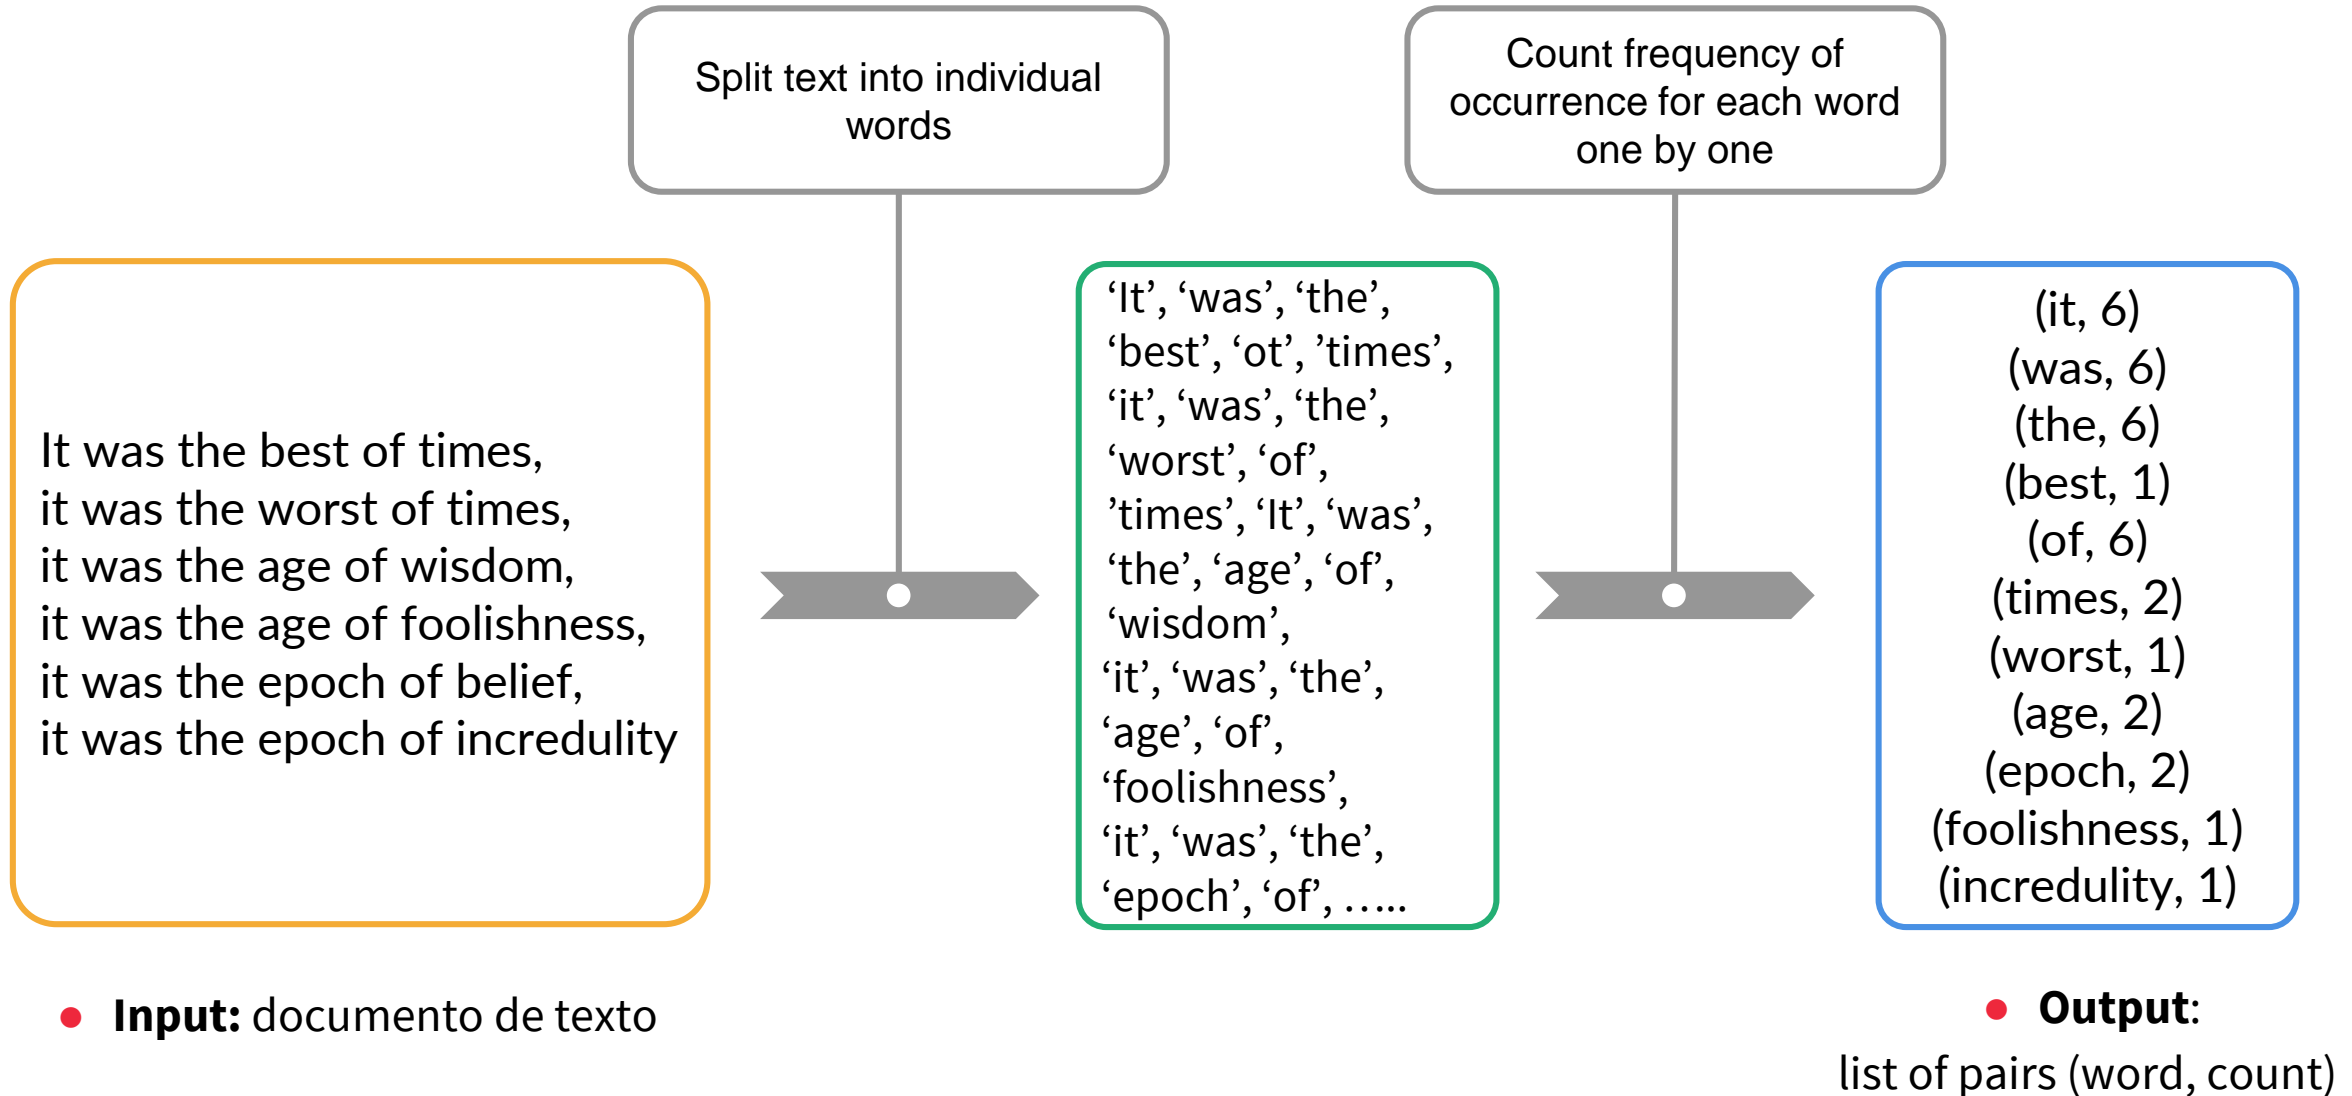 Split text into individual
words
Count frequency of
occurrence for each word
one by one
It was the best of times,
it was the worst of times,
it was the age of wisdom,
it was the age of foolishness,
it was the epoch of belief,
it was the epoch of incredulity
‘It’, ‘was’, ‘the’,
‘best’, ‘ot’, ’times’,
‘it’, ‘was’, ‘the’,
‘worst’, ‘of’,
’times’, ‘It’, ‘was’,
‘the’, ‘age’, ‘of’,
‘wisdom’,
‘it’, ‘was’, ‘the’,
‘age’, ‘of’,
‘foolishness’,
‘it’, ‘was’, ‘the’,
‘epoch’, ‘of’, …..
(it, 6)
(was, 6)
(the, 6)
(best, 1)
(of, 6)
(times, 2)
(worst, 1)
(age, 2)
(epoch, 2)
(foolishness, 1)
(incredulity, 1)
● Input: documento de texto
● Output:
list of pairs (word, count)